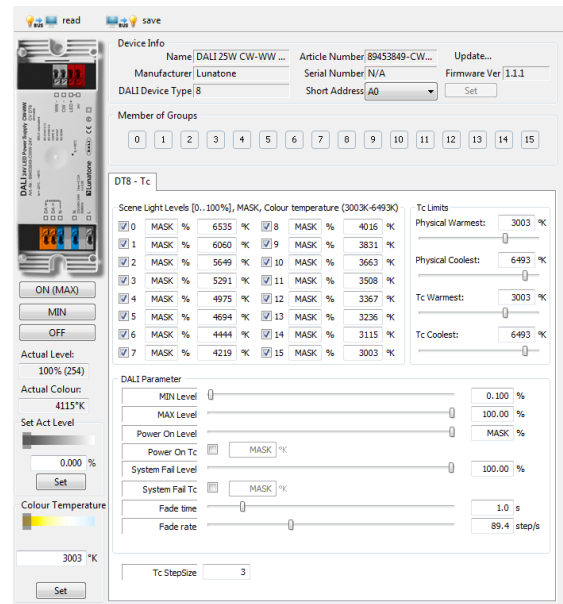 read save
Device Info
Name DALI 25W CW-WW ... Article Number 89453849-CW... Update...
Manufacturer Lunatone Serial Number N/A Firmware Ver 1.1.1
DALI Device Type 8 Short Address A0 Set
Member of Groups
0 1 2 3 4 5 6 7 8 9 10 11 12 13 14 15
DT8 - Tc
Scene Light Levels [0..100%], MASK, Colour temperature (3003K-6493K)
0 MASK % 6535 °K 8 MASK % 4016 °K
1 MASK % 6060 °K 9 MASK % 3831 °K
2 MASK % 5649 °K 10 MASK % 3663 °K
3 MASK % 5291 °K 11 MASK % 3508 °K
4 MASK % 4975 °K 12 MASK % 3367 °K
5 MASK % 4694 °K 13 MASK % 3236 °K
6 MASK % 4444 °K 14 MASK % 3115 °K
7 MASK % 4219 °K 15 MASK % 3003 °K
Tc Limits
Physical Warmest: 3003 °K
Physical Coolest: 6493 °K
Tc Warmest: 3003 °K
Tc Coolest: 6493 °K
DALI Parameter
MIN Level 0.100 %
MAX Level 100.00 %
Power On Level MASK %
Power On Tc MASK °K
System Fail Level 100.00 %
System Fail Tc MASK °K
Fade time 1.0 s
Fade rate 89.4 step/s
Tc StepSize 3
DALI 24V LED Power Supply CW-WW
Lunatone
ON (MAX)
MIN
OFF
Actual Level:
100% (254)
Actual Colour:
4115°K
Set Act Level
0.000 %
Set
Colour Temperature
3003 °K
Set